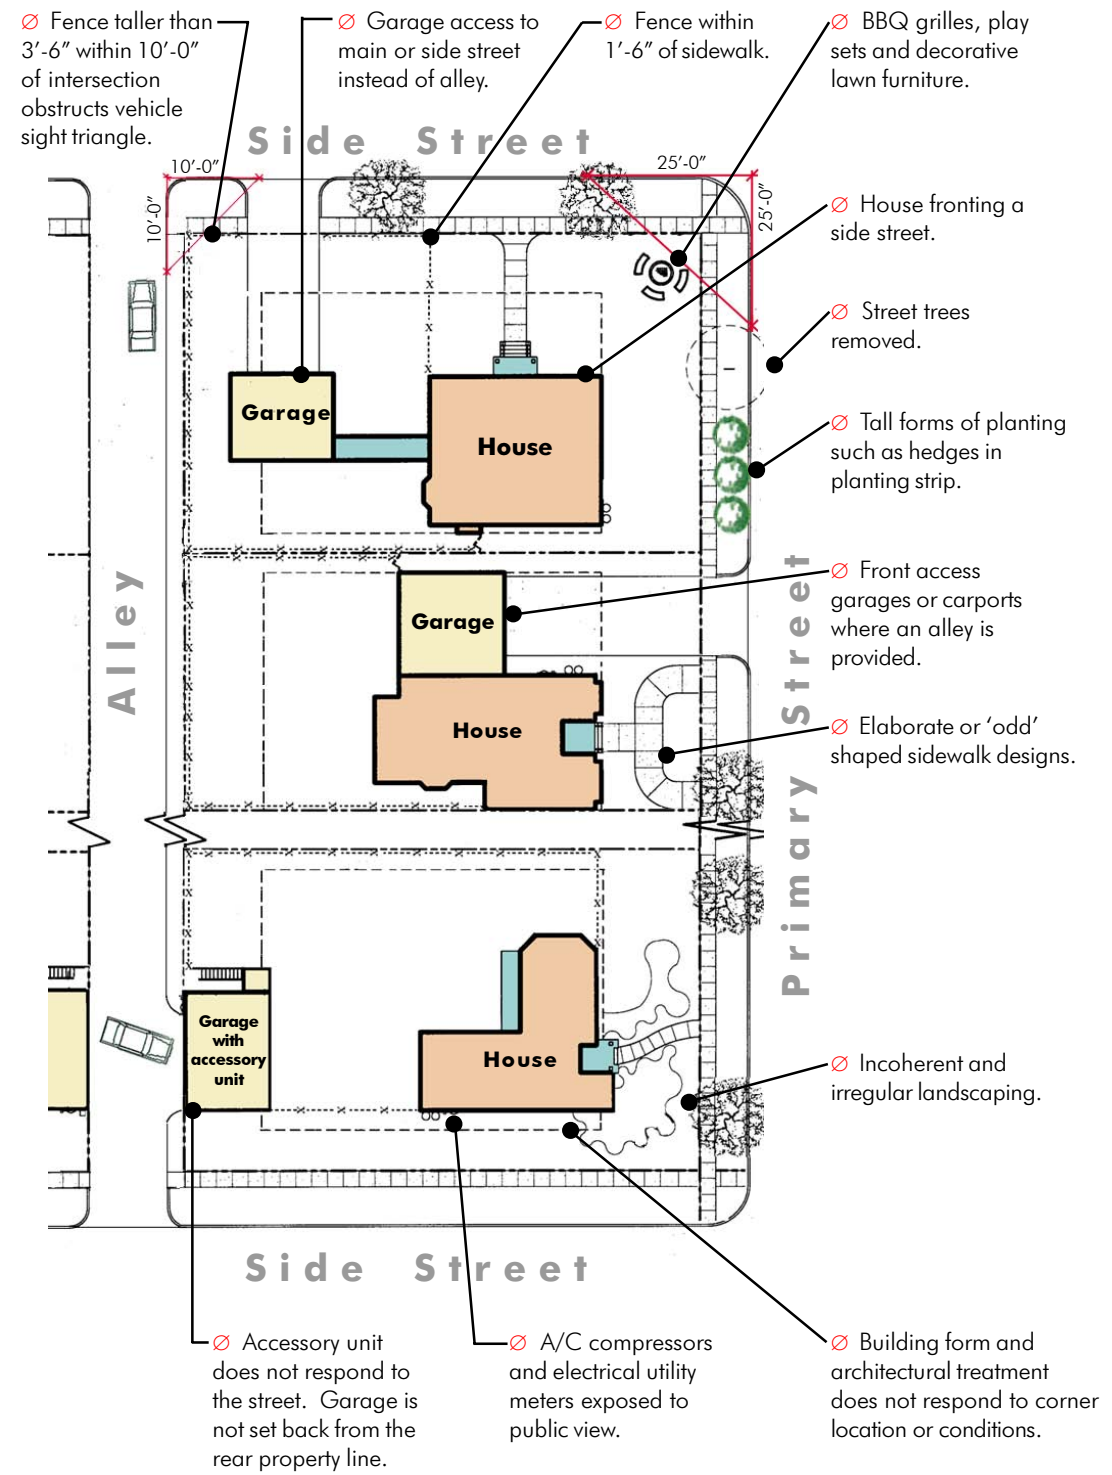 ∅ Fence taller than
3’-6” within 10’-0”
of intersection
obstructs vehicle
sight triangle.
∅ Garage access to
main or side street
instead of alley.
∅ Fence within
1’-6” of sidewalk.
∅ BBQ grilles, play
sets and decorative
lawn furniture.
Side Street
10’-0”
10’-0”
25’-0”
25’-0”
∅ House fronting a
side street.
∅ Street trees
removed.
Garage
House
∅ Tall forms of planting
such as hedges in
planting strip.
Alley
Primary Street
∅ Front access
garages or carports
where an alley is
provided.
Garage
House
∅ Elaborate or ‘odd’
shaped sidewalk designs.
Garage
with
accessory
unit
House
∅ Incoherent and
irregular landscaping.
Side Street
∅ Accessory unit
does not respond to
the street.  Garage is
not set back from the
rear property line.
∅ A/C compressors
and electrical utility
meters exposed to
public view.
∅ Building form and
architectural treatment
does not respond to corner
location or conditions.